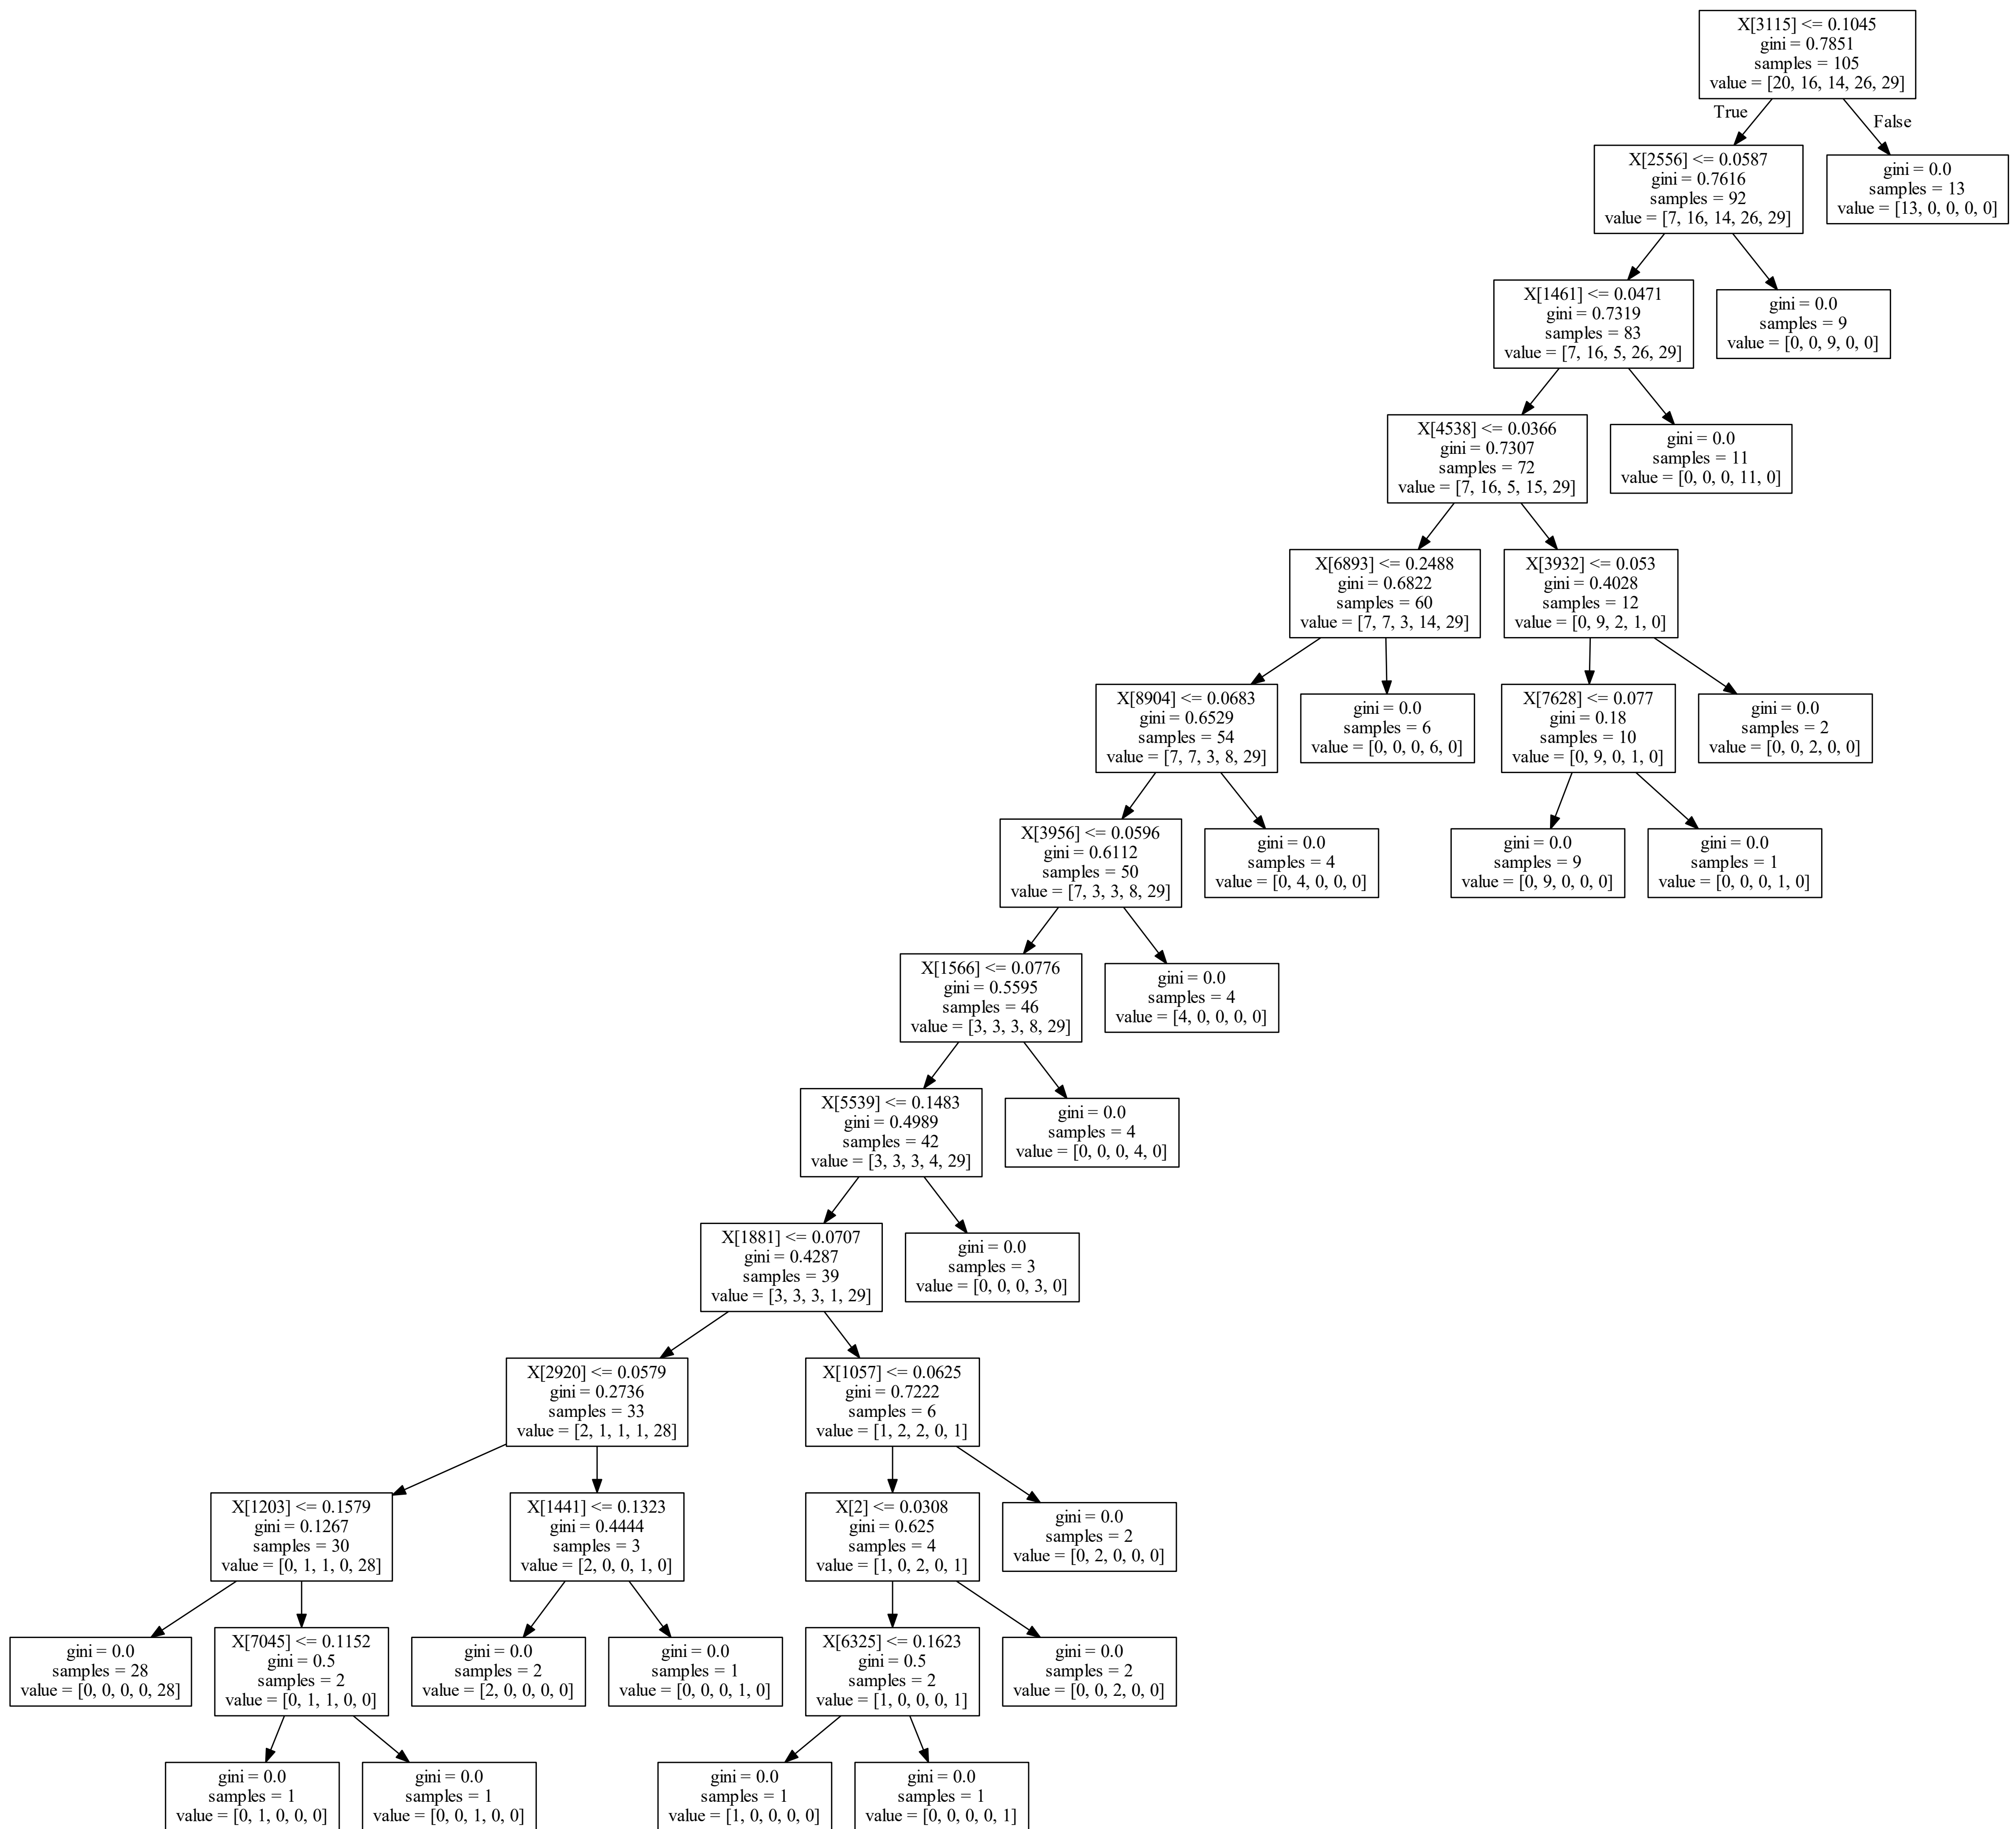 X[3115] <= 0.1045
gini = 0.7851
samples = 105
value = [20, 16, 14, 26, 29]
True
False
X[2556] <= 0.0587
gini = 0.7616
samples = 92
value = [7, 16, 14, 26, 29]
gini = 0.0
samples = 13
value = [13, 0, 0, 0, 0]
X[1461] <= 0.0471
gini = 0.7319
samples = 83
value = [7, 16, 5, 26, 29]
gini = 0.0
samples = 9
value = [0, 0, 9, 0, 0]
X[4538] <= 0.0366
gini = 0.7307
samples = 72
value = [7, 16, 5, 15, 29]
gini = 0.0
samples = 11
value = [0, 0, 0, 11, 0]
X[6893] <= 0.2488
gini = 0.6822
samples = 60
value = [7, 7, 3, 14, 29]
X[3932] <= 0.053
gini = 0.4028
samples = 12
value = [0, 9, 2, 1, 0]
X[8904] <= 0.0683
gini = 0.6529
samples = 54
value = [7, 7, 3, 8, 29]
gini = 0.0
samples = 6
value = [0, 0, 0, 6, 0]
X[7628] <= 0.077
gini = 0.18
samples = 10
value = [0, 9, 0, 1, 0]
gini = 0.0
samples = 2
value = [0, 0, 2, 0, 0]
X[3956] <= 0.0596
gini = 0.6112
samples = 50
value = [7, 3, 3, 8, 29]
gini = 0.0
samples = 4
value = [0, 4, 0, 0, 0]
gini = 0.0
samples = 9
value = [0, 9, 0, 0, 0]
gini = 0.0
samples = 1
value = [0, 0, 0, 1, 0]
X[1566] <= 0.0776
gini = 0.5595
samples = 46
value = [3, 3, 3, 8, 29]
gini = 0.0
samples = 4
value = [4, 0, 0, 0, 0]
X[5539] <= 0.1483
gini = 0.4989
samples = 42
value = [3, 3, 3, 4, 29]
gini = 0.0
samples = 4
value = [0, 0, 0, 4, 0]
X[1881] <= 0.0707
gini = 0.4287
samples = 39
value = [3, 3, 3, 1, 29]
gini = 0.0
samples = 3
value = [0, 0, 0, 3, 0]
X[2920] <= 0.0579
gini = 0.2736
samples = 33
value = [2, 1, 1, 1, 28]
X[1057] <= 0.0625
gini = 0.7222
samples = 6
value = [1, 2, 2, 0, 1]
X[1203] <= 0.1579
gini = 0.1267
samples = 30
value = [0, 1, 1, 0, 28]
X[1441] <= 0.1323
gini = 0.4444
samples = 3
value = [2, 0, 0, 1, 0]
X[2] <= 0.0308
gini = 0.625
samples = 4
value = [1, 0, 2, 0, 1]
gini = 0.0
samples = 2
value = [0, 2, 0, 0, 0]
gini = 0.0
samples = 28
value = [0, 0, 0, 0, 28]
X[7045] <= 0.1152
gini = 0.5
samples = 2
value = [0, 1, 1, 0, 0]
gini = 0.0
samples = 2
value = [2, 0, 0, 0, 0]
gini = 0.0
samples = 1
value = [0, 0, 0, 1, 0]
X[6325] <= 0.1623
gini = 0.5
samples = 2
value = [1, 0, 0, 0, 1]
gini = 0.0
samples = 2
value = [0, 0, 2, 0, 0]
gini = 0.0
samples = 1
value = [0, 1, 0, 0, 0]
gini = 0.0
samples = 1
value = [0, 0, 1, 0, 0]
gini = 0.0
samples = 1
value = [1, 0, 0, 0, 0]
gini = 0.0
samples = 1
value = [0, 0, 0, 0, 1]